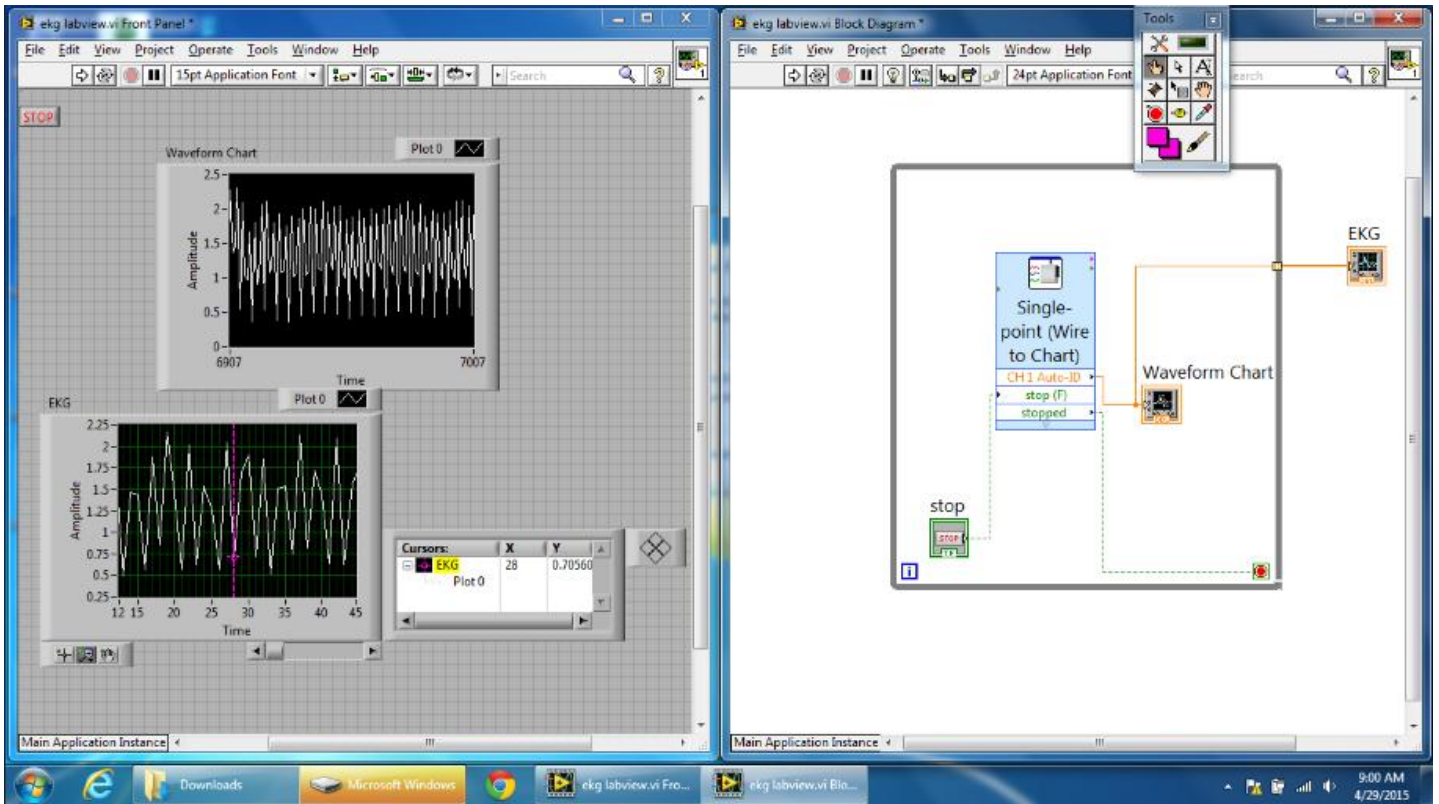 ekg labview.vi Front Panel *
File Edit View Project Operate Tools Window Help
15pt Application Font
Search
1
STOP
Waveform Chart
Plot 0
2.5
2
1.5
1
0.5
0
Amplitude
6907
7007
Time
EKG
Plot 0
2.25
2
1.75
1.5
1.25
1
0.75
0.5
0.25
Amplitude
12 15 20 25 30 35 40 45
Time
Cursors: X Y
EKG 28 0.70560
Plot 0
Main Application Instance
ekg labview.vi Block Diagram *
File Edit View Project Operate Tools Window Help
24pt Application Font
1
Tools
A
EKG
Single-
point (Wire
to Chart)
CH 1 Auto-ID
stop (F)
stopped
Waveform Chart
stop
STOP
TF
i
Main Application Instance
Downloads
Microsoft Windows
ekg labview.vi Fro...
ekg labview.vi Blo...
9:00 AM
4/29/2015